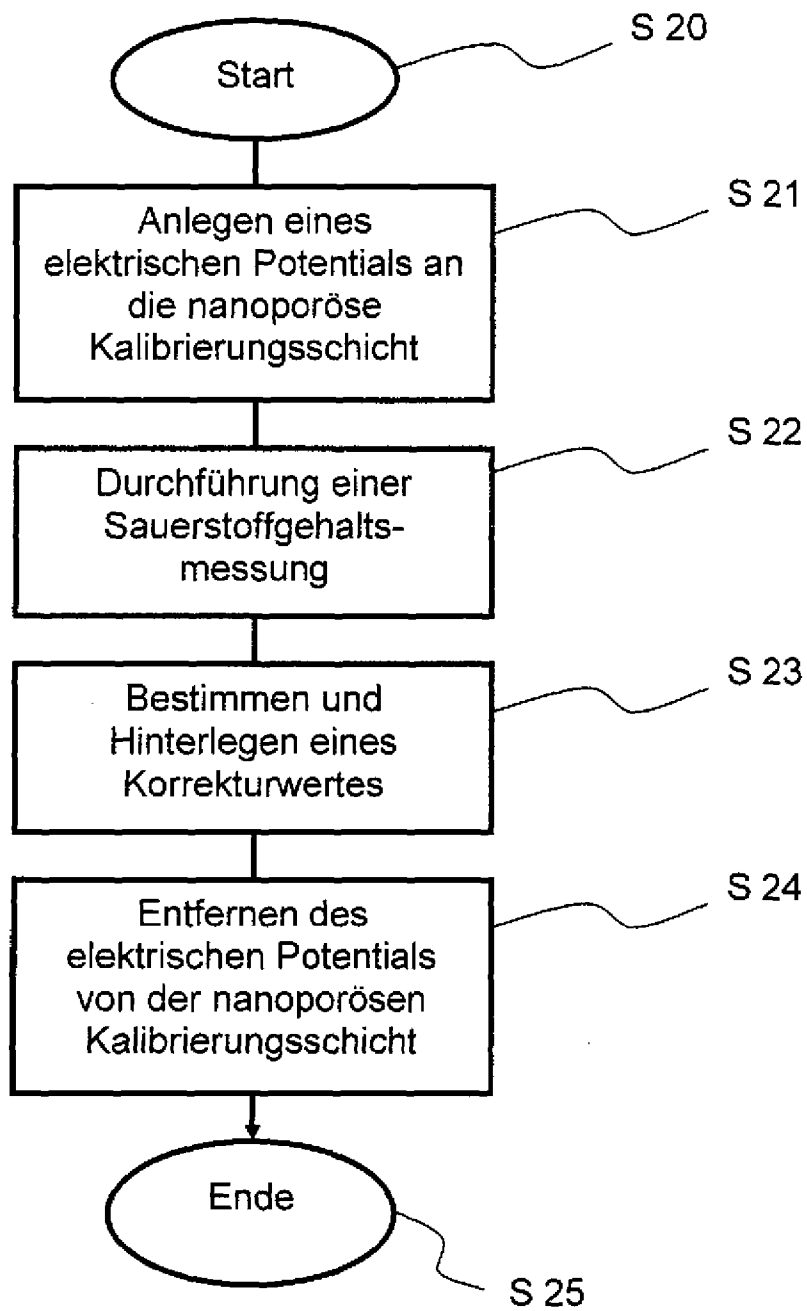 S 20
Start
S 21
Anlegen eines
elektrischen Potentials an
die nanoporöse
Kalibrierungsschicht
S 22
Durchführung einer
Sauerstoffgehalts-
messung
S 23
Bestimmen und
Hinterlegen eines
Korrekturwertes
S 24
Entfernen des
elektrischen Potentials
von der nanoporösen
Kalibrierungsschicht
Ende
S 25